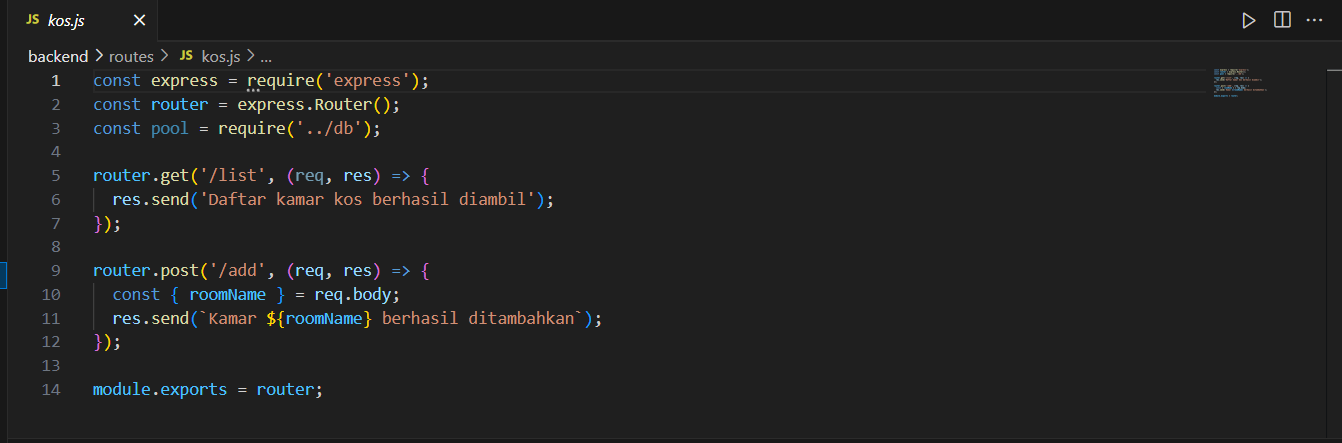 JS kos.js
backend > routes > JS kos.js > ...
1 const express = require('express');
2 const router = express.Router();
3 const pool = require('../db');
4
5 router.get('/list', (req, res) => {
6   res.send('Daftar kamar kos berhasil diambil');
7 });
8
9 router.post('/add', (req, res) => {
10   const { roomName } = req.body;
11   res.send(`Kamar ${roomName} berhasil ditambahkan`);
12 });
13
14 module.exports = router;